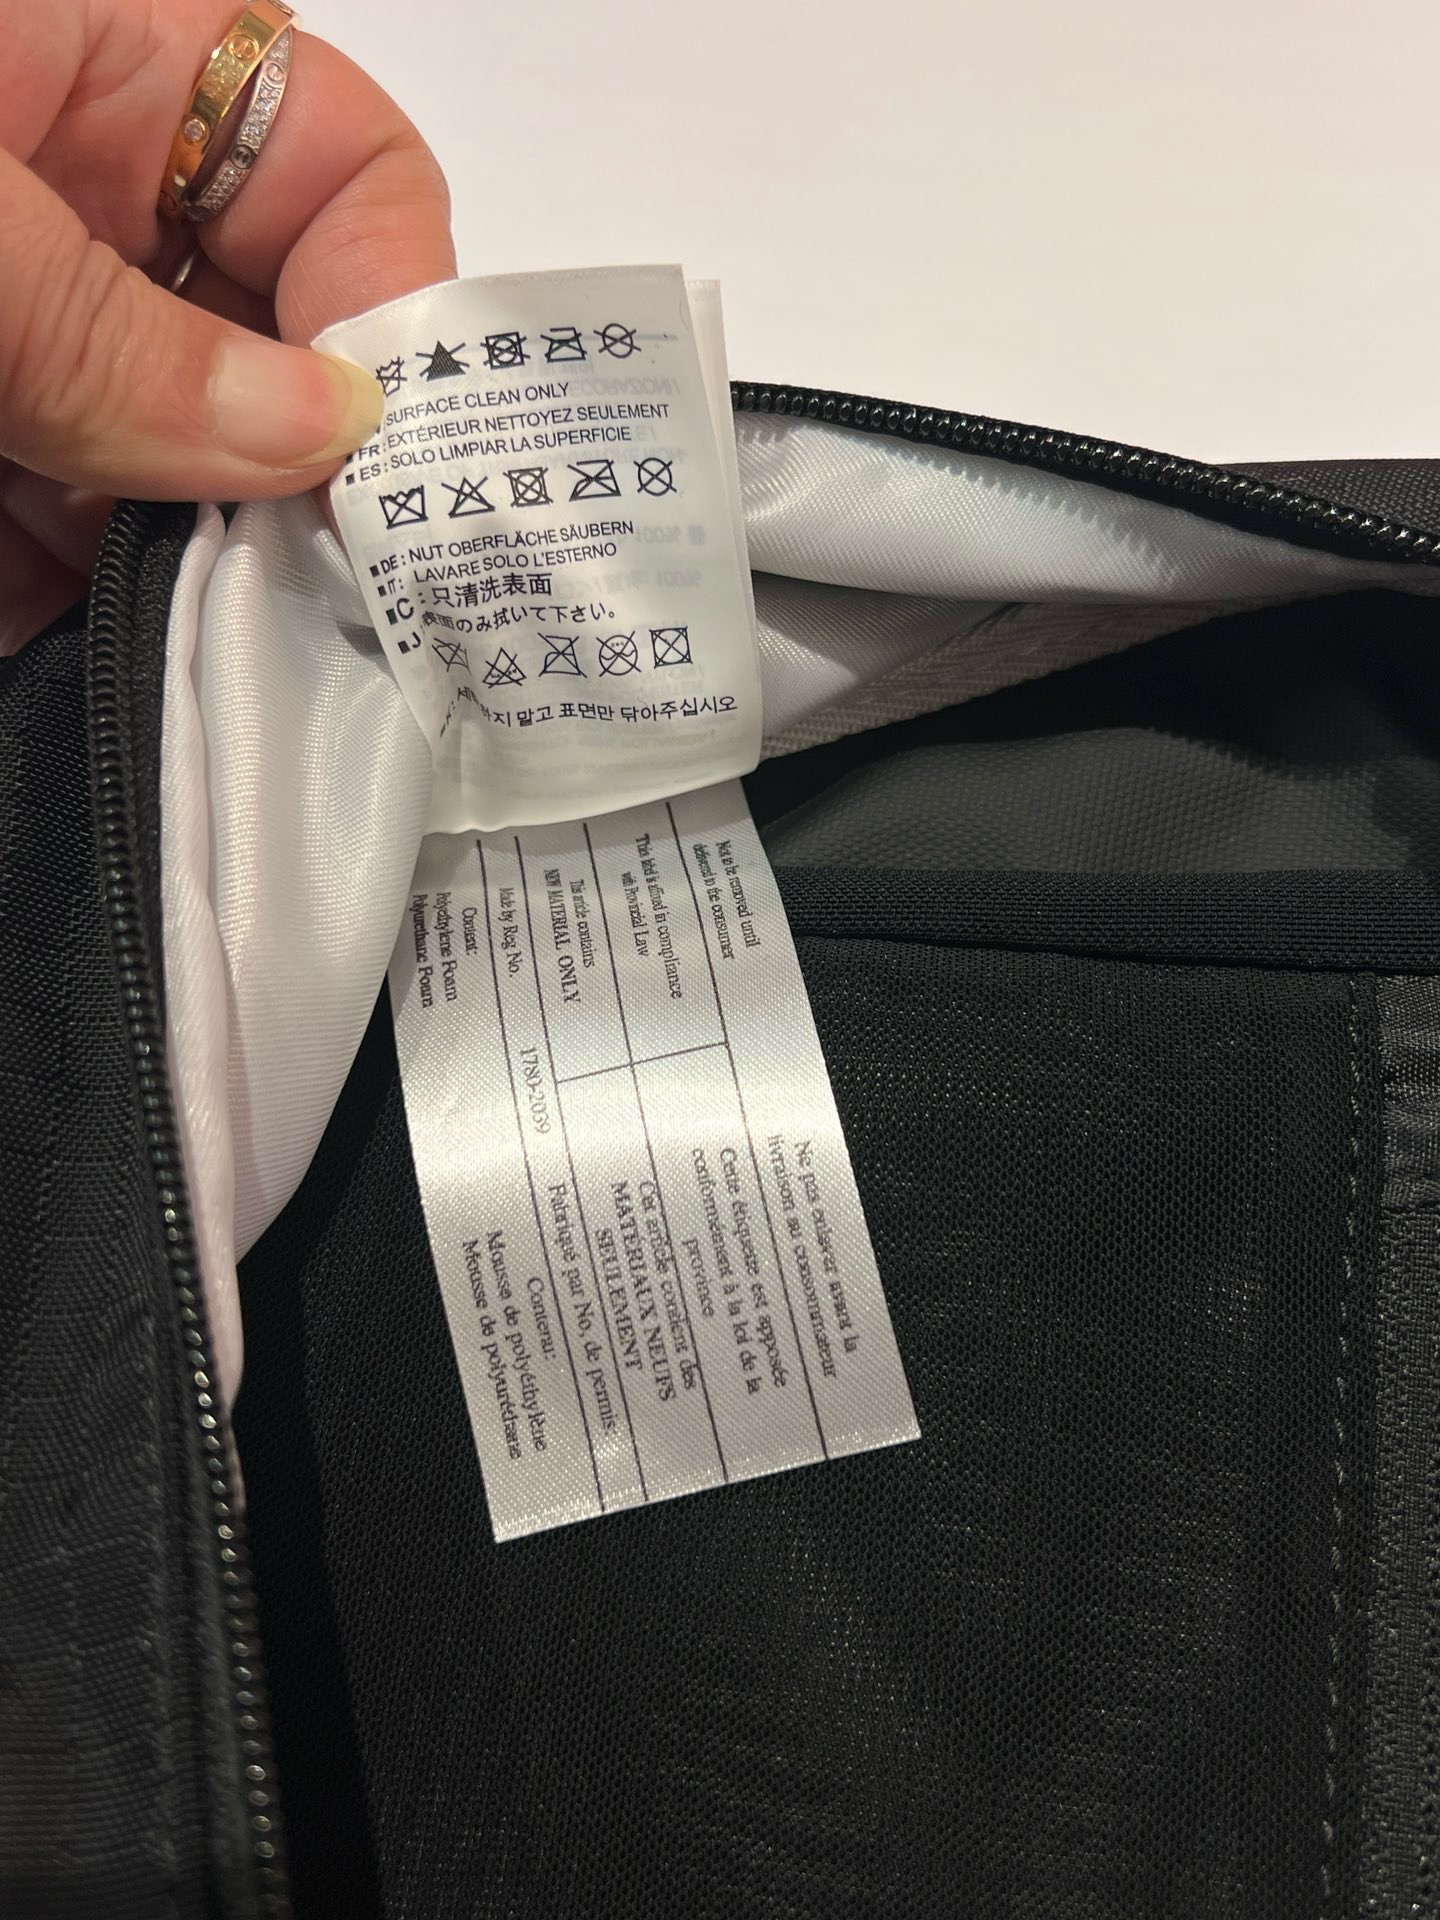 SURFACE CLEAN ONLY
FR: EXTÉRIEUR NETTOYEZ SEULEMENT
ES: SOLO LIMPIAR LA SUPERFICIE
DE: NUT OBERFLÄCHE SÄUBERN
IT: LAVARE SOLO L'ESTERNO
C: 只清洗表面
J: 表面のみ拭いて下さい。
하지 말고 표면만 닦아주십시오
Not to be removed until
delivered to the consumer
Ne pas enlever avant la
livraison au consommateur
This label is affixed in compliance
with Provincial Law
Cette étiquette est apposée
conformément à la loi de la
province
This article contains
NEW MATERIAL ONLY
Cet article contient des
MATÉRIAUX NEUFS
SEULEMENT
Made by Reg No.
1780-2039
Fabriqué par No, de permis:
Content:
Polyethylene Foam
Polyurethane Foam
Contenu:
Mousse de polyéthylène
Mousse de polyuréthane